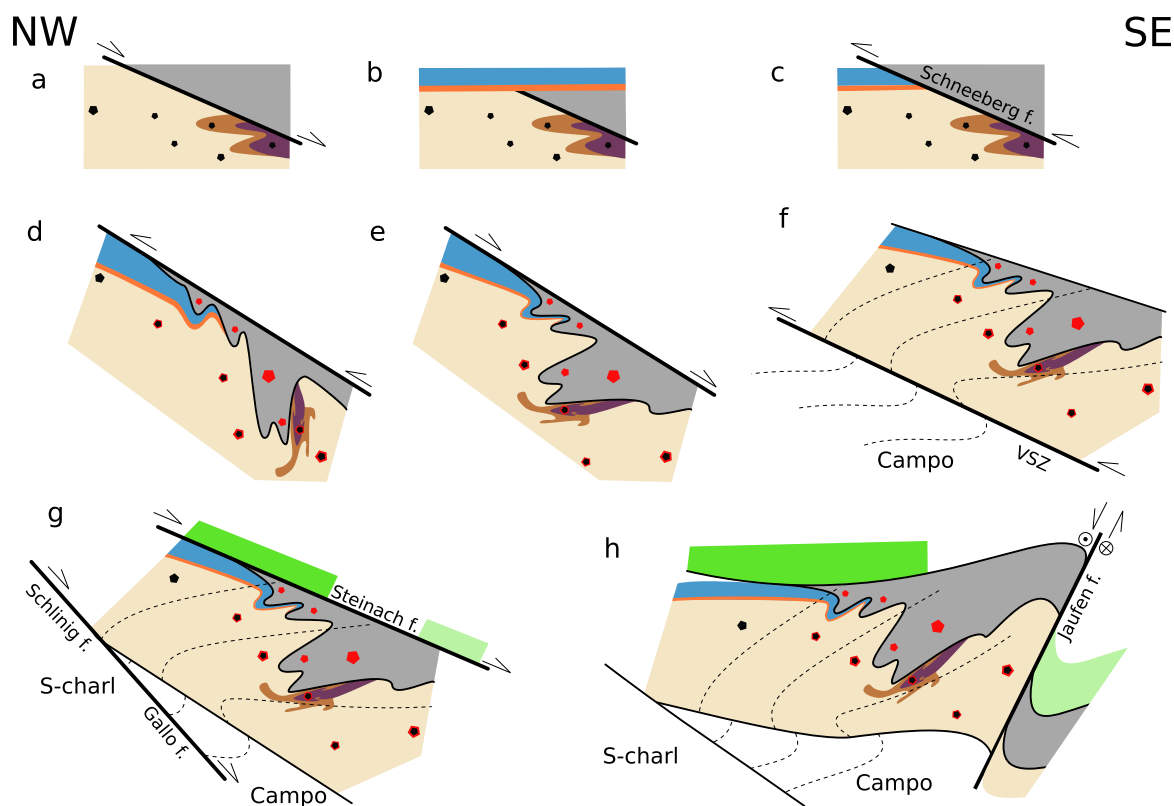 NW
SE
a
b
c
Schneeberg f.
d
e
f
Campo
VSZ
g
Schlinig f.
S-charl
Gallo f.
Steinach f.
Campo
h
Jaufen f.
S-charl
Campo